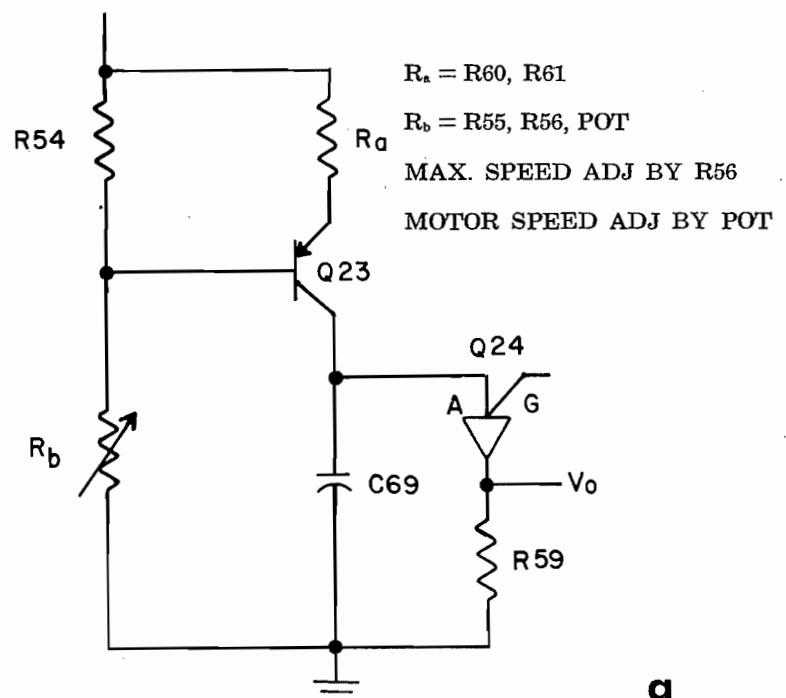 Rₐ = R60, R61
R54
Rₐ
R_b = R55, R56, POT
MAX. SPEED ADJ BY R56
MOTOR SPEED ADJ BY POT
Q23
Q24
A
G
R_b
C69
Vo
R59
a